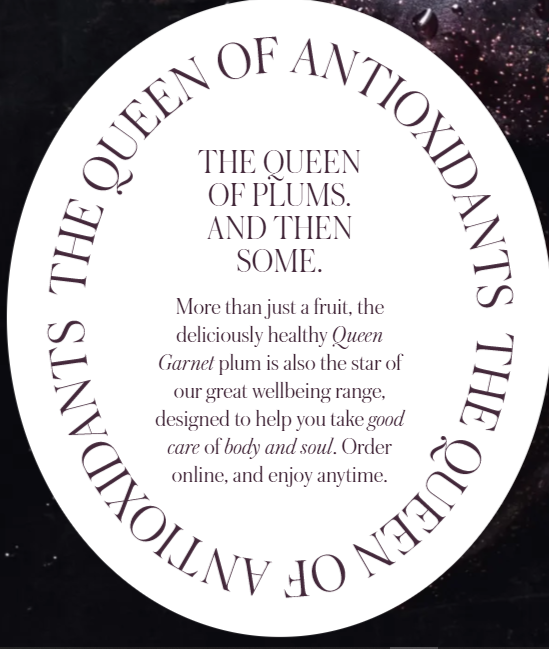 THE QUEEN OF ANTIOXIDANTS THE QUEEN OF ANTIOXIDANTS
THE QUEEN
OF PLUMS.
AND THEN
SOME.
More than just a fruit, the
deliciously healthy Queen
Garnet plum is also the star of
our great wellbeing range,
designed to help you take good
care of body and soul. Order
online, and enjoy anytime.